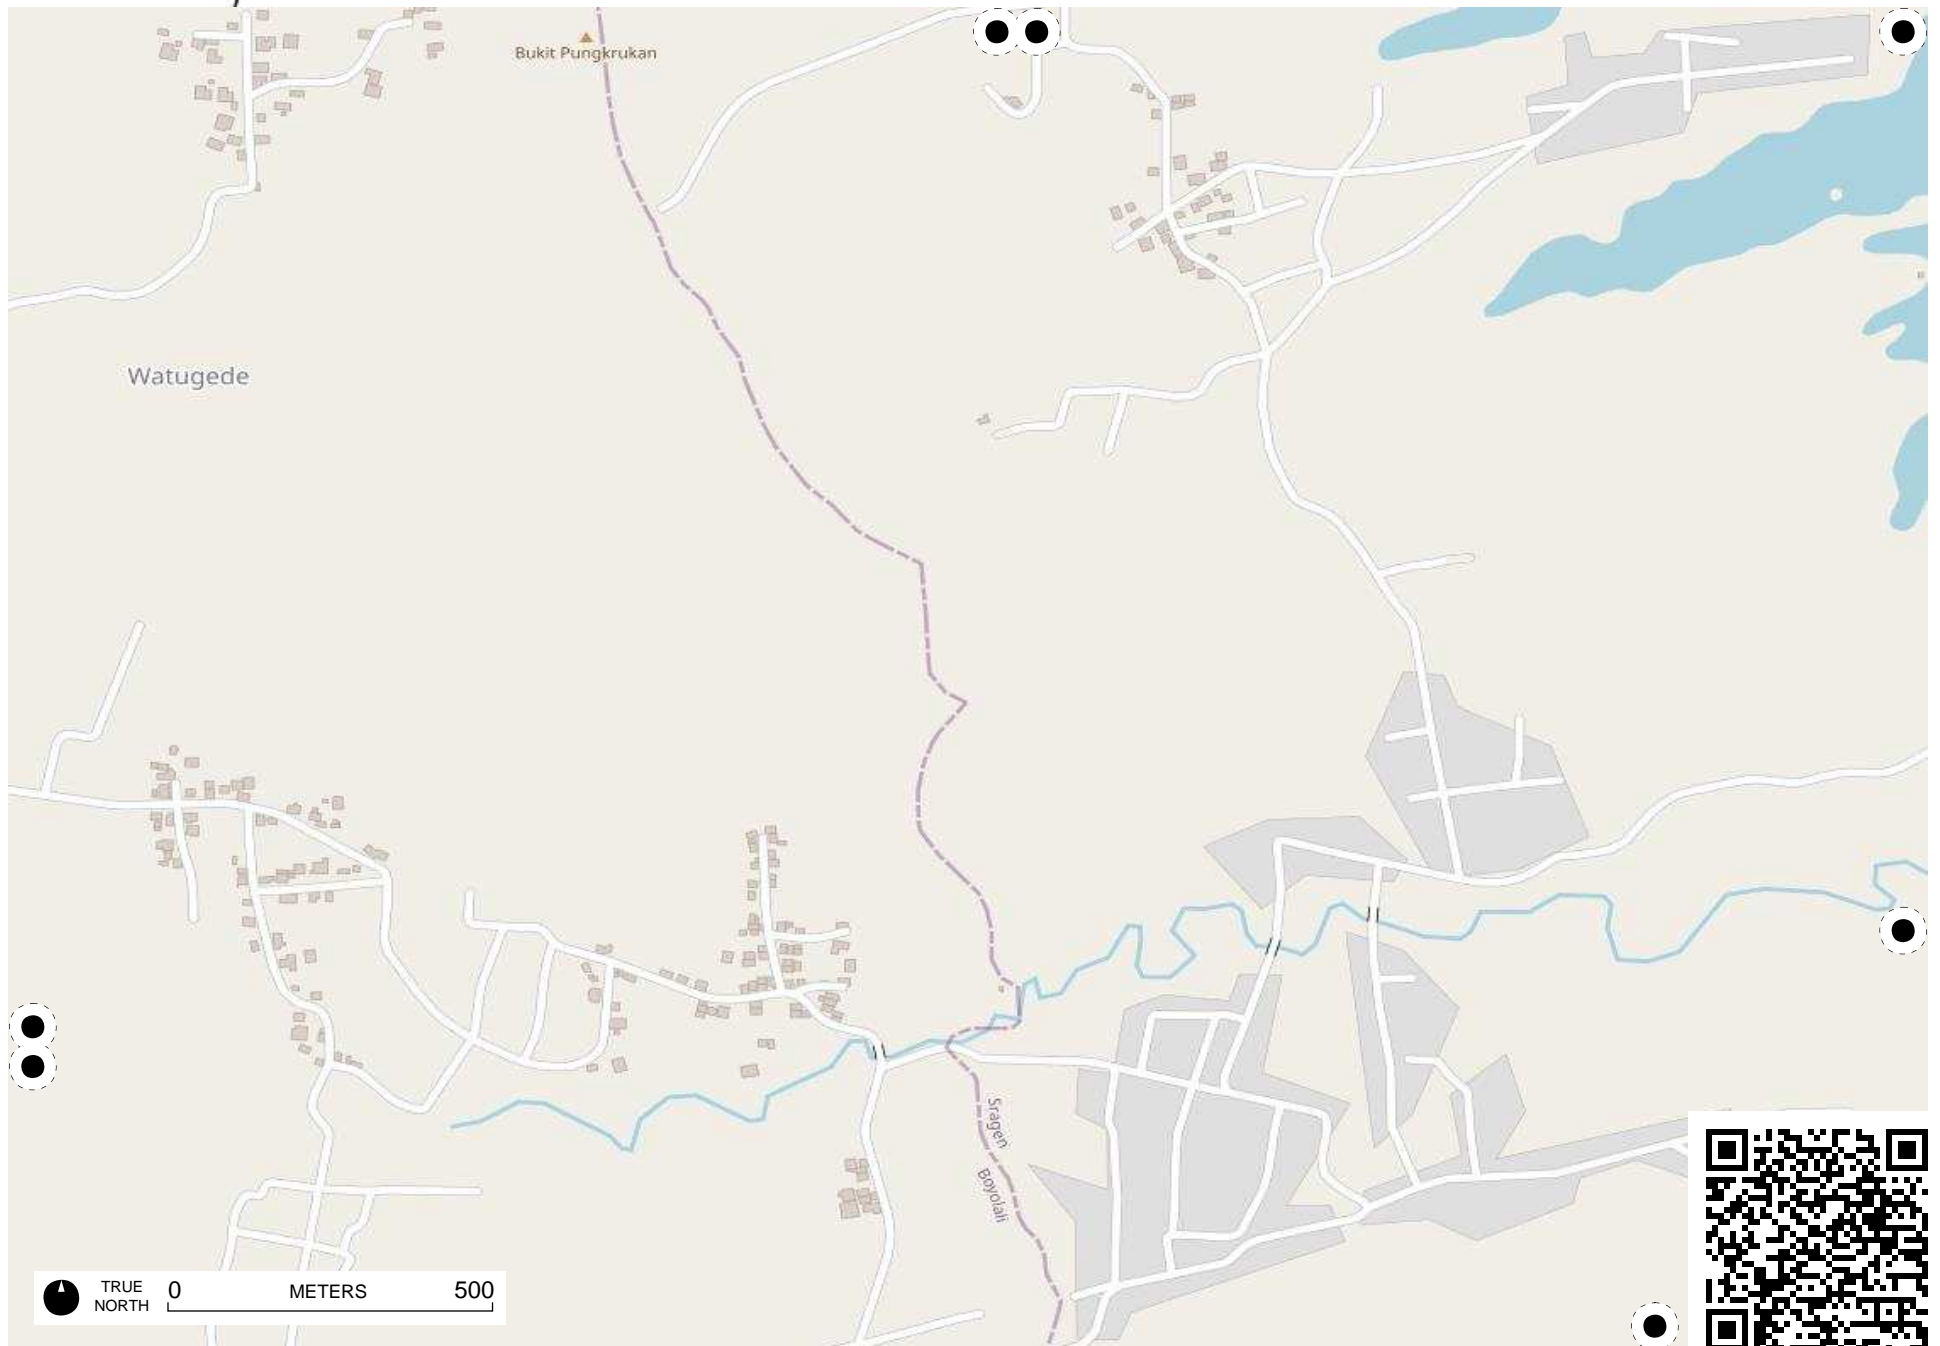 Bukit Pungkrukan
Watugede
Sragen
Boyolali
TRUE
NORTH
0 METERS 500